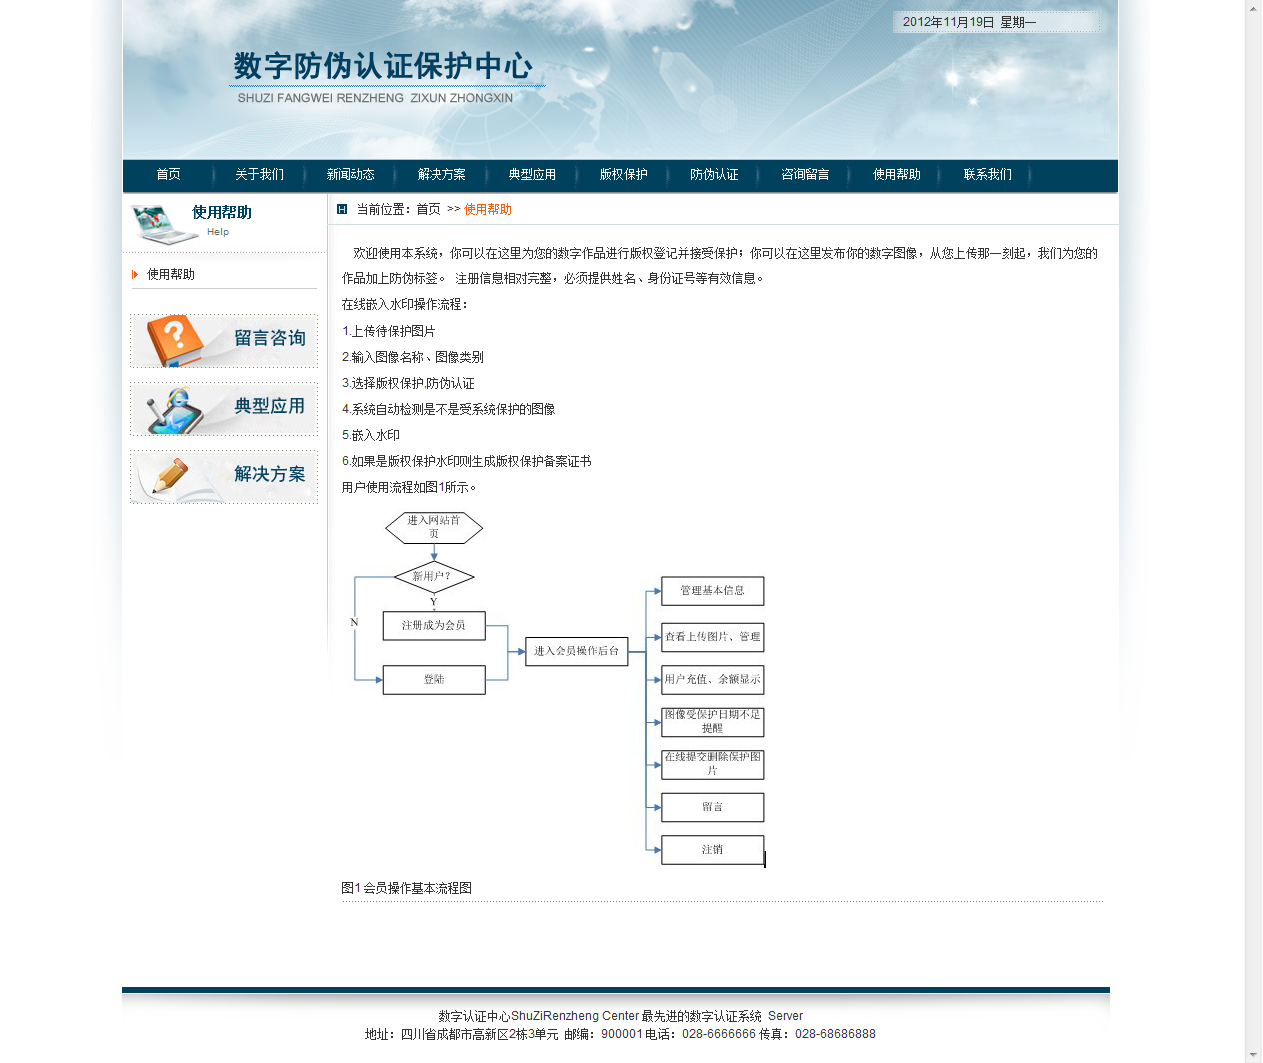 2012年11月19日 星期一
数字防伪认证保护中心
SHUZI FANGWEI RENZHENG ZIXUN ZHONGXIN
首页 关于我们 新闻动态 解决方案 典型应用 版权保护 防伪认证 咨询留言 使用帮助 联系我们
使用帮助
Help
当前位置：首页 >> 使用帮助
使用帮助
留言咨询
典型应用
解决方案
欢迎使用本系统，你可以在这里为您的数字作品进行版权登记并接受保护；你可以在这里发布你的数字图像，从您上传那一刻起，我们为您的
作品加上防伪标签。 注册信息相对完整，必须提供姓名、身份证号等有效信息。
在线嵌入水印操作流程：
1.上传待保护图片
2.输入图像名称、图像类别
3.选择版权保护,防伪认证
4.系统自动检测是不是受系统保护的图像
5.嵌入水印
6.如果是版权保护水印则生成版权保护备案证书
用户使用流程如图1所示。
进入网站首
页
新用户？
Y
N
注册成为会员
登陆
进入会员操作后台
管理基本信息
查看上传图片、管理
用户充值、余额显示
图像受保护日期不足
提醒
在线提交删除保护图
片
留言
注销
图1 会员操作基本流程图
数字认证中心ShuZiRenzheng Center 最先进的数字认证系统 Server
地址：四川省成都市高新区2栋3单元 邮编：900001 电话：028-6666666 传真：028-68686888